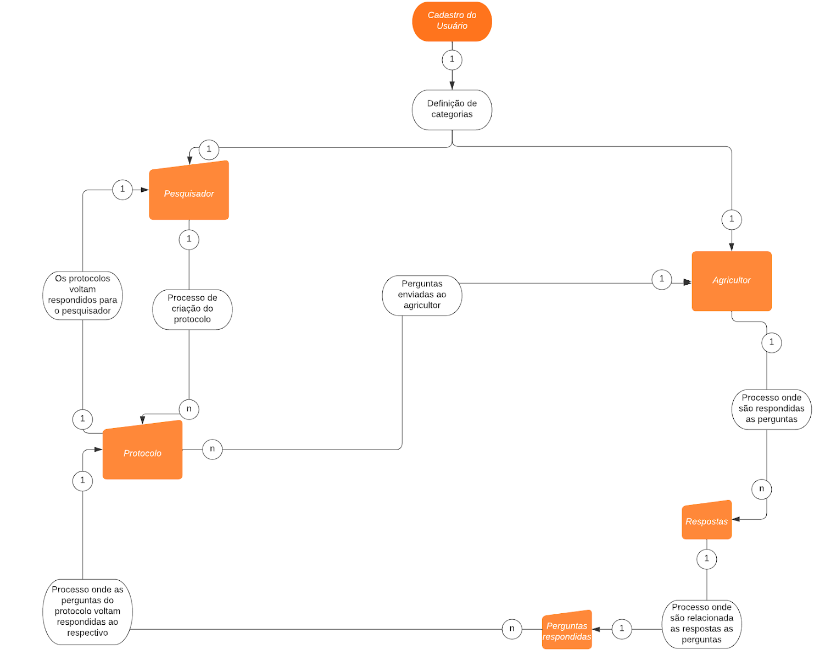 Cadastro do
Usuário
1
Definição de
categorias
1
1
Pesquisador
1
1
Agricultor
1
1
Os protocolos
voltam
respondidos para
o pesquisador
Processo de
criação do
protocolo
Perguntas
enviadas ao
agricultor
1
1
n
Protocolo
n
1
Processo onde
são respondidas
as perguntas
n
Respostas
1
Processo onde as
perguntas do
protocolo voltam
respondidas ao
respectivo
n
Perguntas
respondidas
1
Processo onde
são relacionada
as respostas as
perguntas